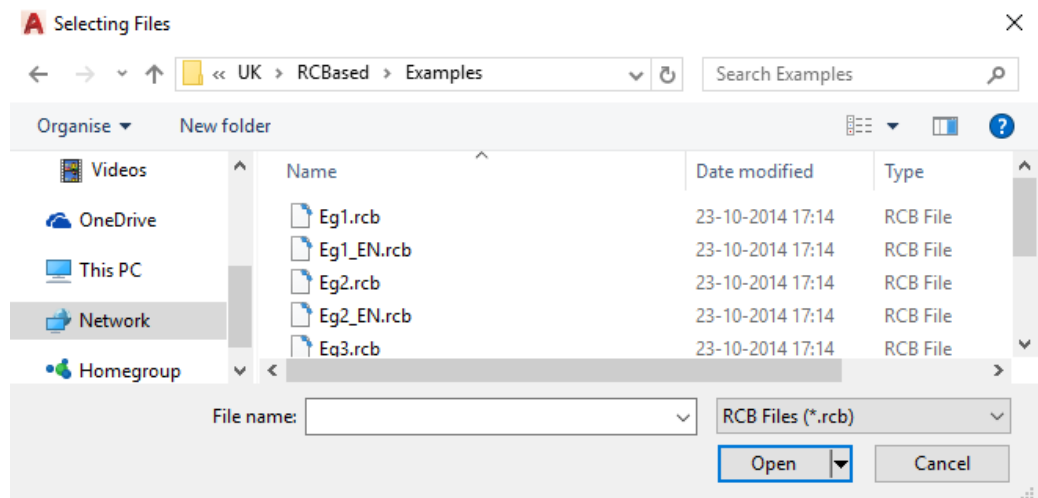 Selecting Files
« UK > RCBased > Examples
Search Examples
Organise
New folder
Videos
OneDrive
This PC
Network
Homegroup
Name Date modified Type
Eg1.rcb 23-10-2014 17:14 RCB File
Eg1_EN.rcb 23-10-2014 17:14 RCB File
Eg2.rcb 23-10-2014 17:14 RCB File
Eg2_EN.rcb 23-10-2014 17:14 RCB File
Eg3.rcb 23-10-2014 17:14 RCB File
File name:
RCB Files (*.rcb)
Open
Cancel